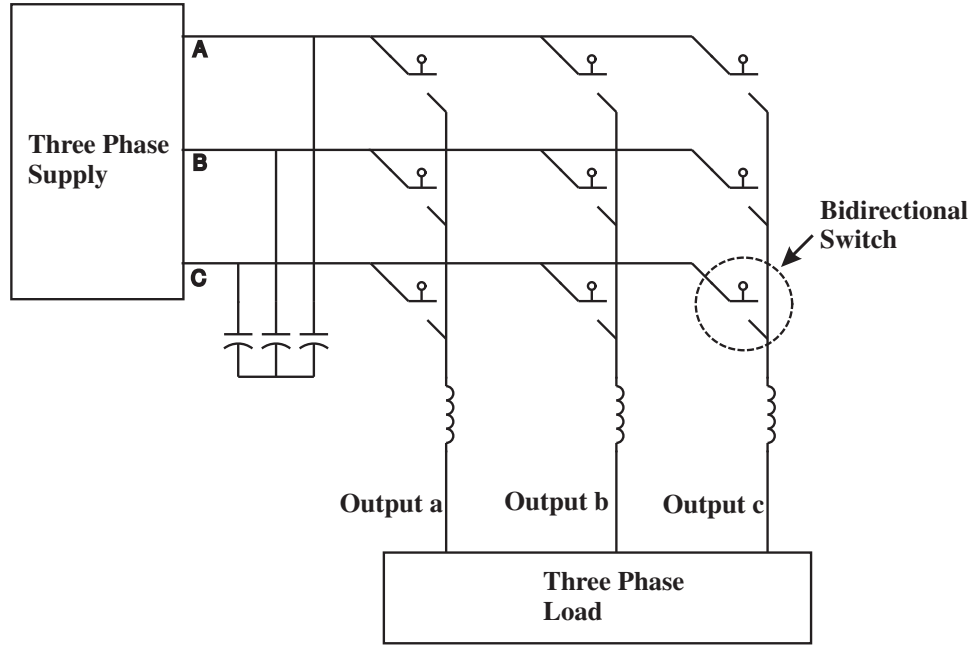 A
Three Phase
Supply
B
C
Bidirectional
Switch
Output a
Output b
Output c
Three Phase
Load